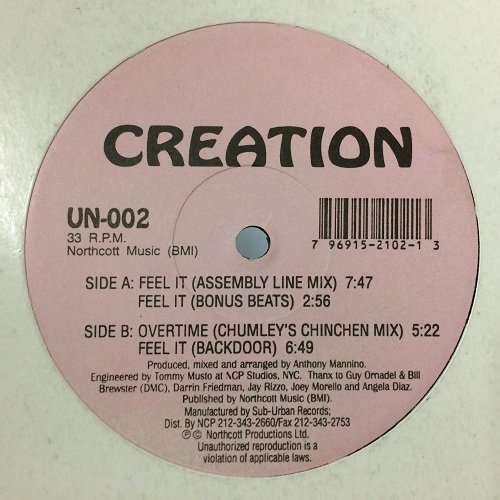 CREATION
UN-002
33 R.P.M.
Northcott Music (BMI)
7 96915-2102-1 3
SIDE A: FEEL IT (ASSEMBLY LINE MIX) 7:47
FEEL IT (BONUS BEATS) 2:56
SIDE B: OVERTIME (CHUMLEY'S CHINCHEN MIX) 5:22
FEEL IT (BACKDOOR) 6:49
Produced, mixed and arranged by Anthony Mannino.
Engineered by Tommy Musto at NCP Studios, NYC. Thanx to Guy Ornadel & Bill
Brewster (DMC), Darrin Friedman, Jay Rizzo, Joey Morello and Angela Diaz.
Published by Northcott Music (BMI).
Manufactured by Sub-Urban Records;
Dist. By NCP 212-343-2660/Fax 212-343-2753
℗© Northcott Productions Ltd.
Unauthorized reproduction is a
violation of applicable laws.